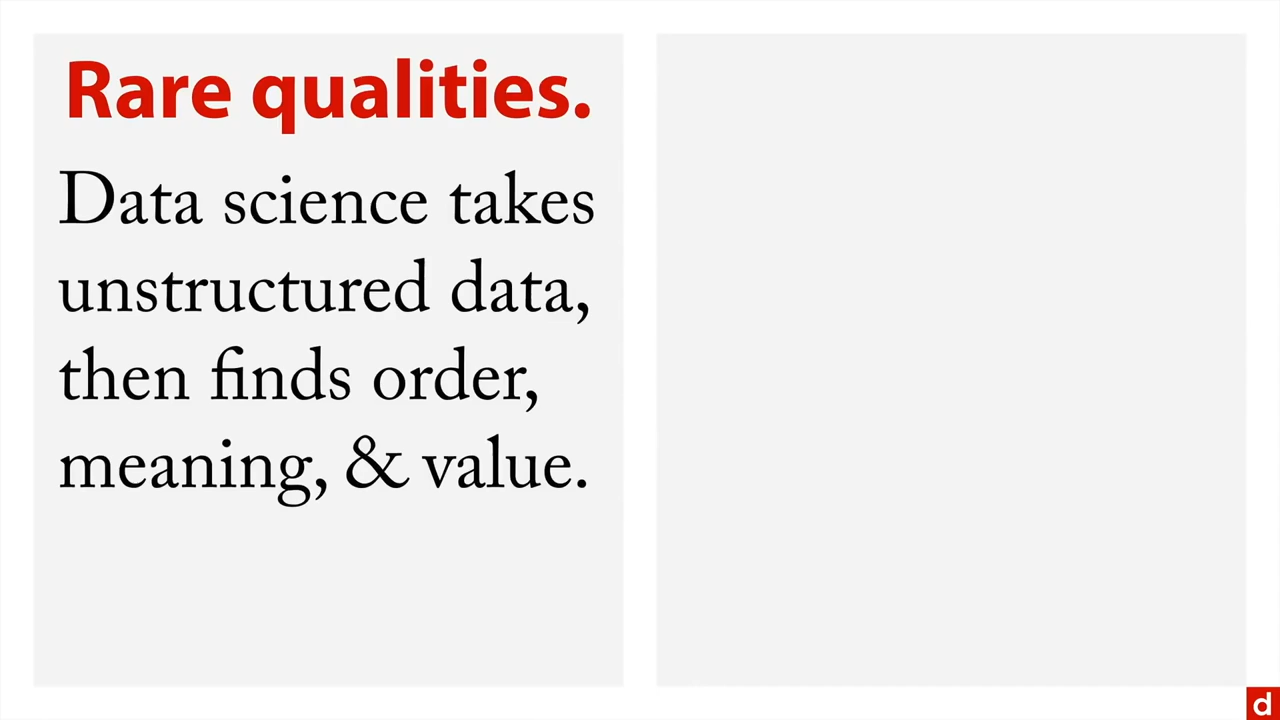 Rare qualities.
Data science takes
unstructured data,
then finds order,
meaning, & value.
d